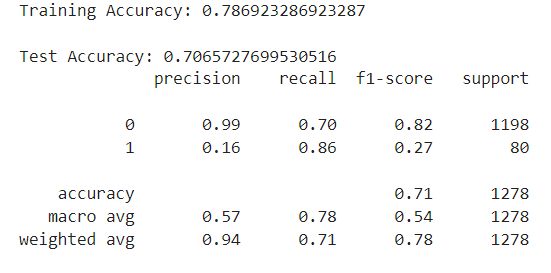 Training Accuracy: 0.786923286923287
Test Accuracy: 0.7065727699530516
precision recall f1-score support
0 0.99 0.70 0.82 1198
1 0.16 0.86 0.27 80
accuracy 0.71 1278
macro avg 0.57 0.78 0.54 1278
weighted avg 0.94 0.71 0.78 1278